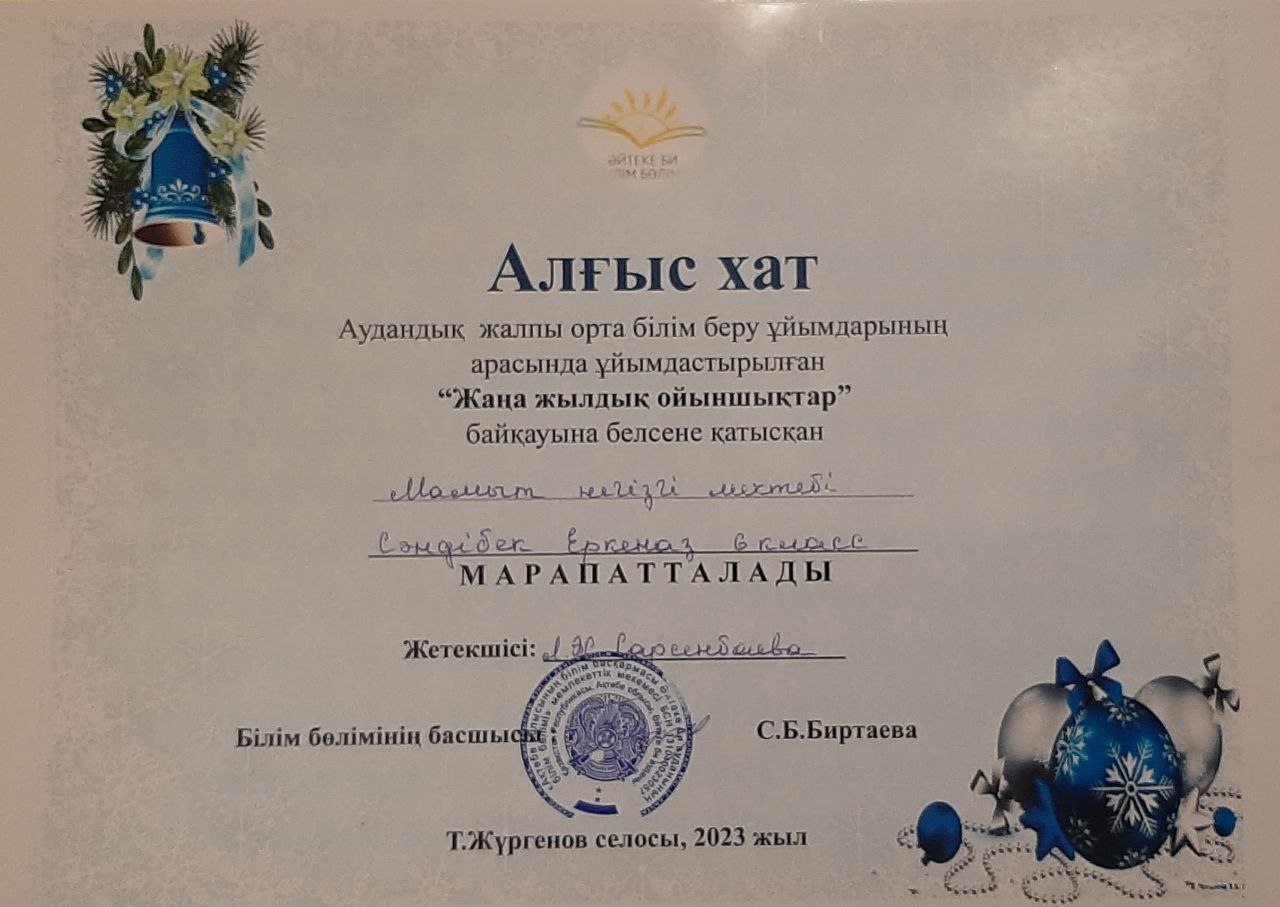 ӘЙТЕКЕ БИ
Алғыс хат
Аудандық жалпы орта білім беру ұйымдарының
арасында ұйымдастырылған
“Жаңа жылдық ойыншықтар”
байқауына белсене қатысқан
Мамыт негізгі мектебі
Сәндібек Еркеназ 6 класс
МАРАПАТТАЛАДЫ
Жетекшісі: А.Ж Сарсенбаева
Білім бөлімінің басшысы С.Б.Биртаева
Т.Жүргенов селосы, 2023 жыл